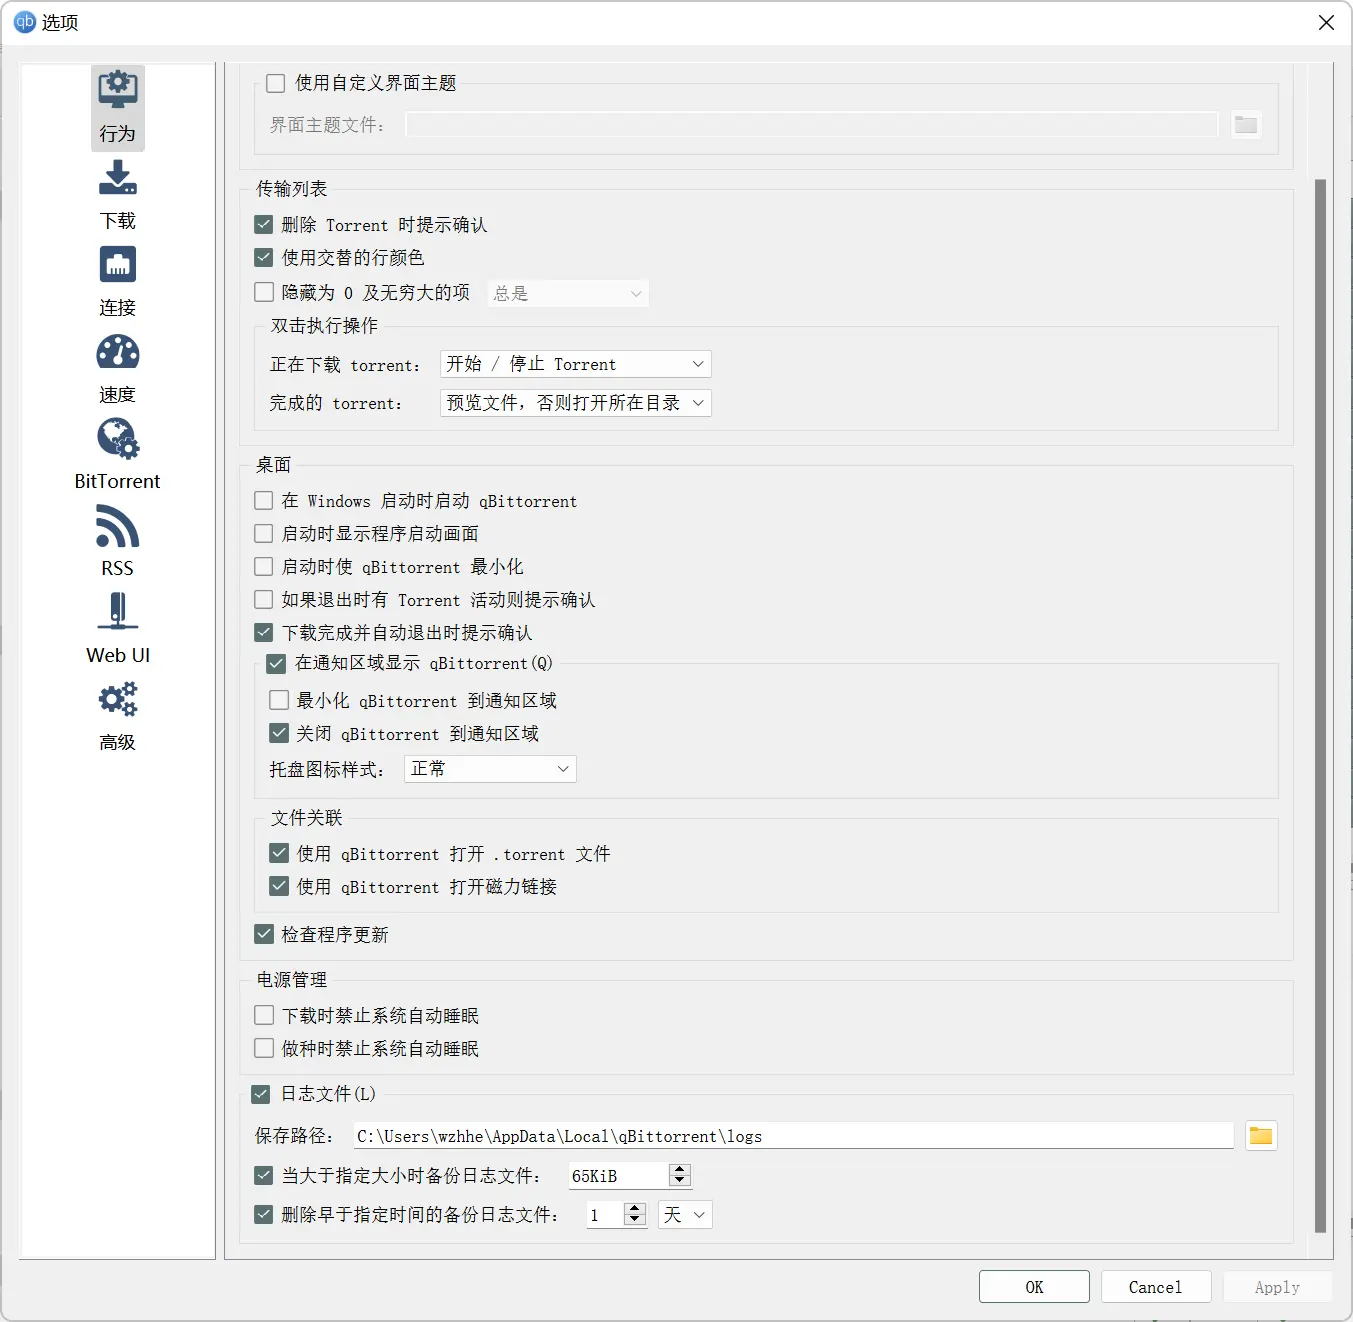 qb 选项
行为
下载
连接
速度
BitTorrent
RSS
Web UI
高级
使用自定义界面主题
界面主题文件:
传输列表
删除 Torrent 时提示确认
使用交替的行颜色
隐藏为 0 及无穷大的项 总是
双击执行操作
正在下载 torrent: 开始 / 停止 Torrent
完成的 torrent: 预览文件，否则打开所在目录
桌面
在 Windows 启动时启动 qBittorrent
启动时显示程序启动画面
启动时使 qBittorrent 最小化
如果退出时有 Torrent 活动则提示确认
下载完成并自动退出时提示确认
在通知区域显示 qBittorrent(Q)
最小化 qBittorrent 到通知区域
关闭 qBittorrent 到通知区域
托盘图标样式: 正常
文件关联
使用 qBittorrent 打开 .torrent 文件
使用 qBittorrent 打开磁力链接
检查程序更新
电源管理
下载时禁止系统自动睡眠
做种时禁止系统自动睡眠
日志文件(L)
保存路径: C:\Users\wzhhe\AppData\Local\qBittorrent\logs
当大于指定大小时备份日志文件: 65KiB
删除早于指定时间的备份日志文件: 1 天
OK Cancel Apply